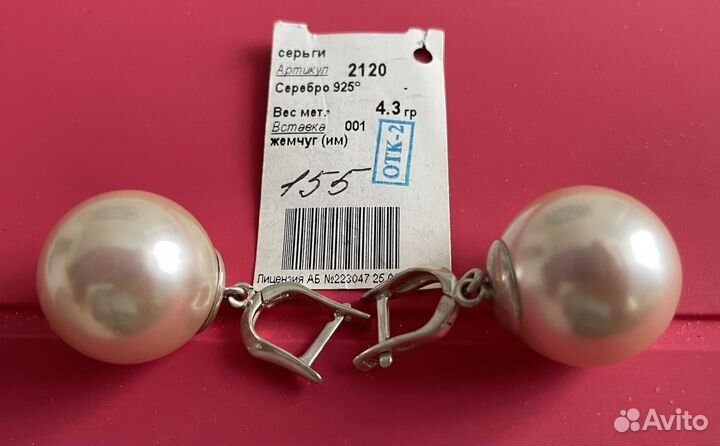 серьги
Артикул 2120
Серебро 925° -
Вес мет. 4.3 гр
Вставка 001
жемчуг (им)
ОТК-2
155
Лицензия АБ №223047 25
Avito